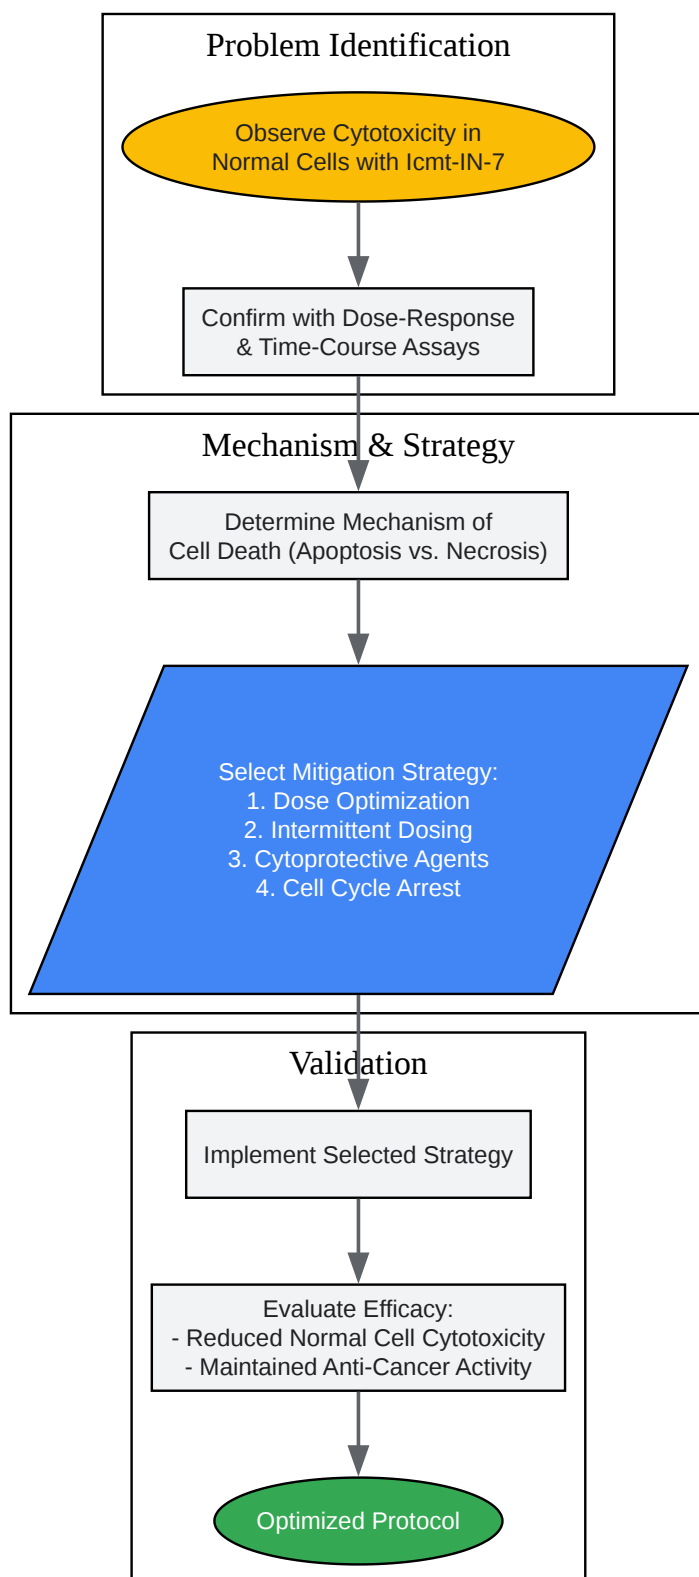 Problem Identification
Observe Cytotoxicity in
Normal Cells with Icmt-IN-7
Confirm with Dose-Response
& Time-Course Assays
Mechanism & Strategy
Determine Mechanism of
Cell Death (Apoptosis vs. Necrosis)
Select Mitigation Strategy:
1. Dose Optimization
2. Intermittent Dosing
3. Cytoprotective Agents
4. Cell Cycle Arrest
Validation
Implement Selected Strategy
Evaluate Efficacy:
- Reduced Normal Cell Cytotoxicity
- Maintained Anti-Cancer Activity
Optimized Protocol